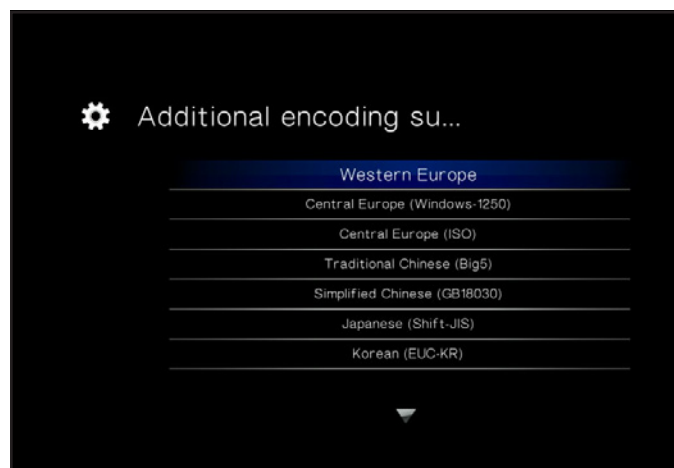 Additional encoding su...
Western Europe
Central Europe (Windows-1250)
Central Europe (ISO)
Traditional Chinese (Big5)
Simplified Chinese (GB18030)
Japanese (Shift-JIS)
Korean (EUC-KR)